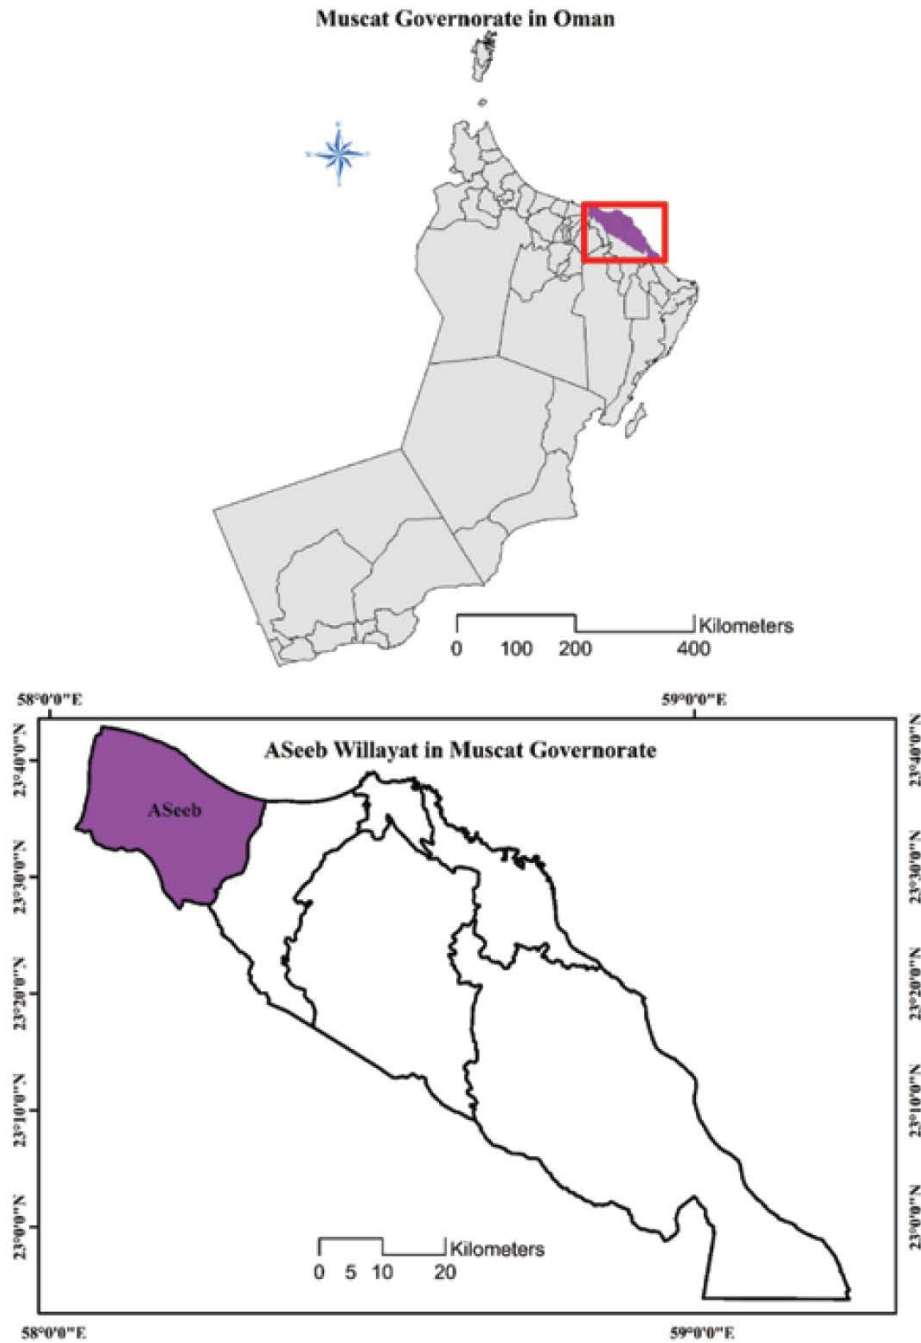 Muscat Governorate in Oman
Kilometers
0 100 200 400
58°0'0"E 59°0'0"E
ASeeb Willayat in Muscat Governorate
ASeeb
23°40'0"N 23°40'0"N
23°30'0"N 23°30'0"N
23°20'0"N 23°20'0"N
23°10'0"N 23°10'0"N
23°0'0"N 23°0'0"N
Kilometers
0 5 10 20
58°0'0"E 59°0'0"E